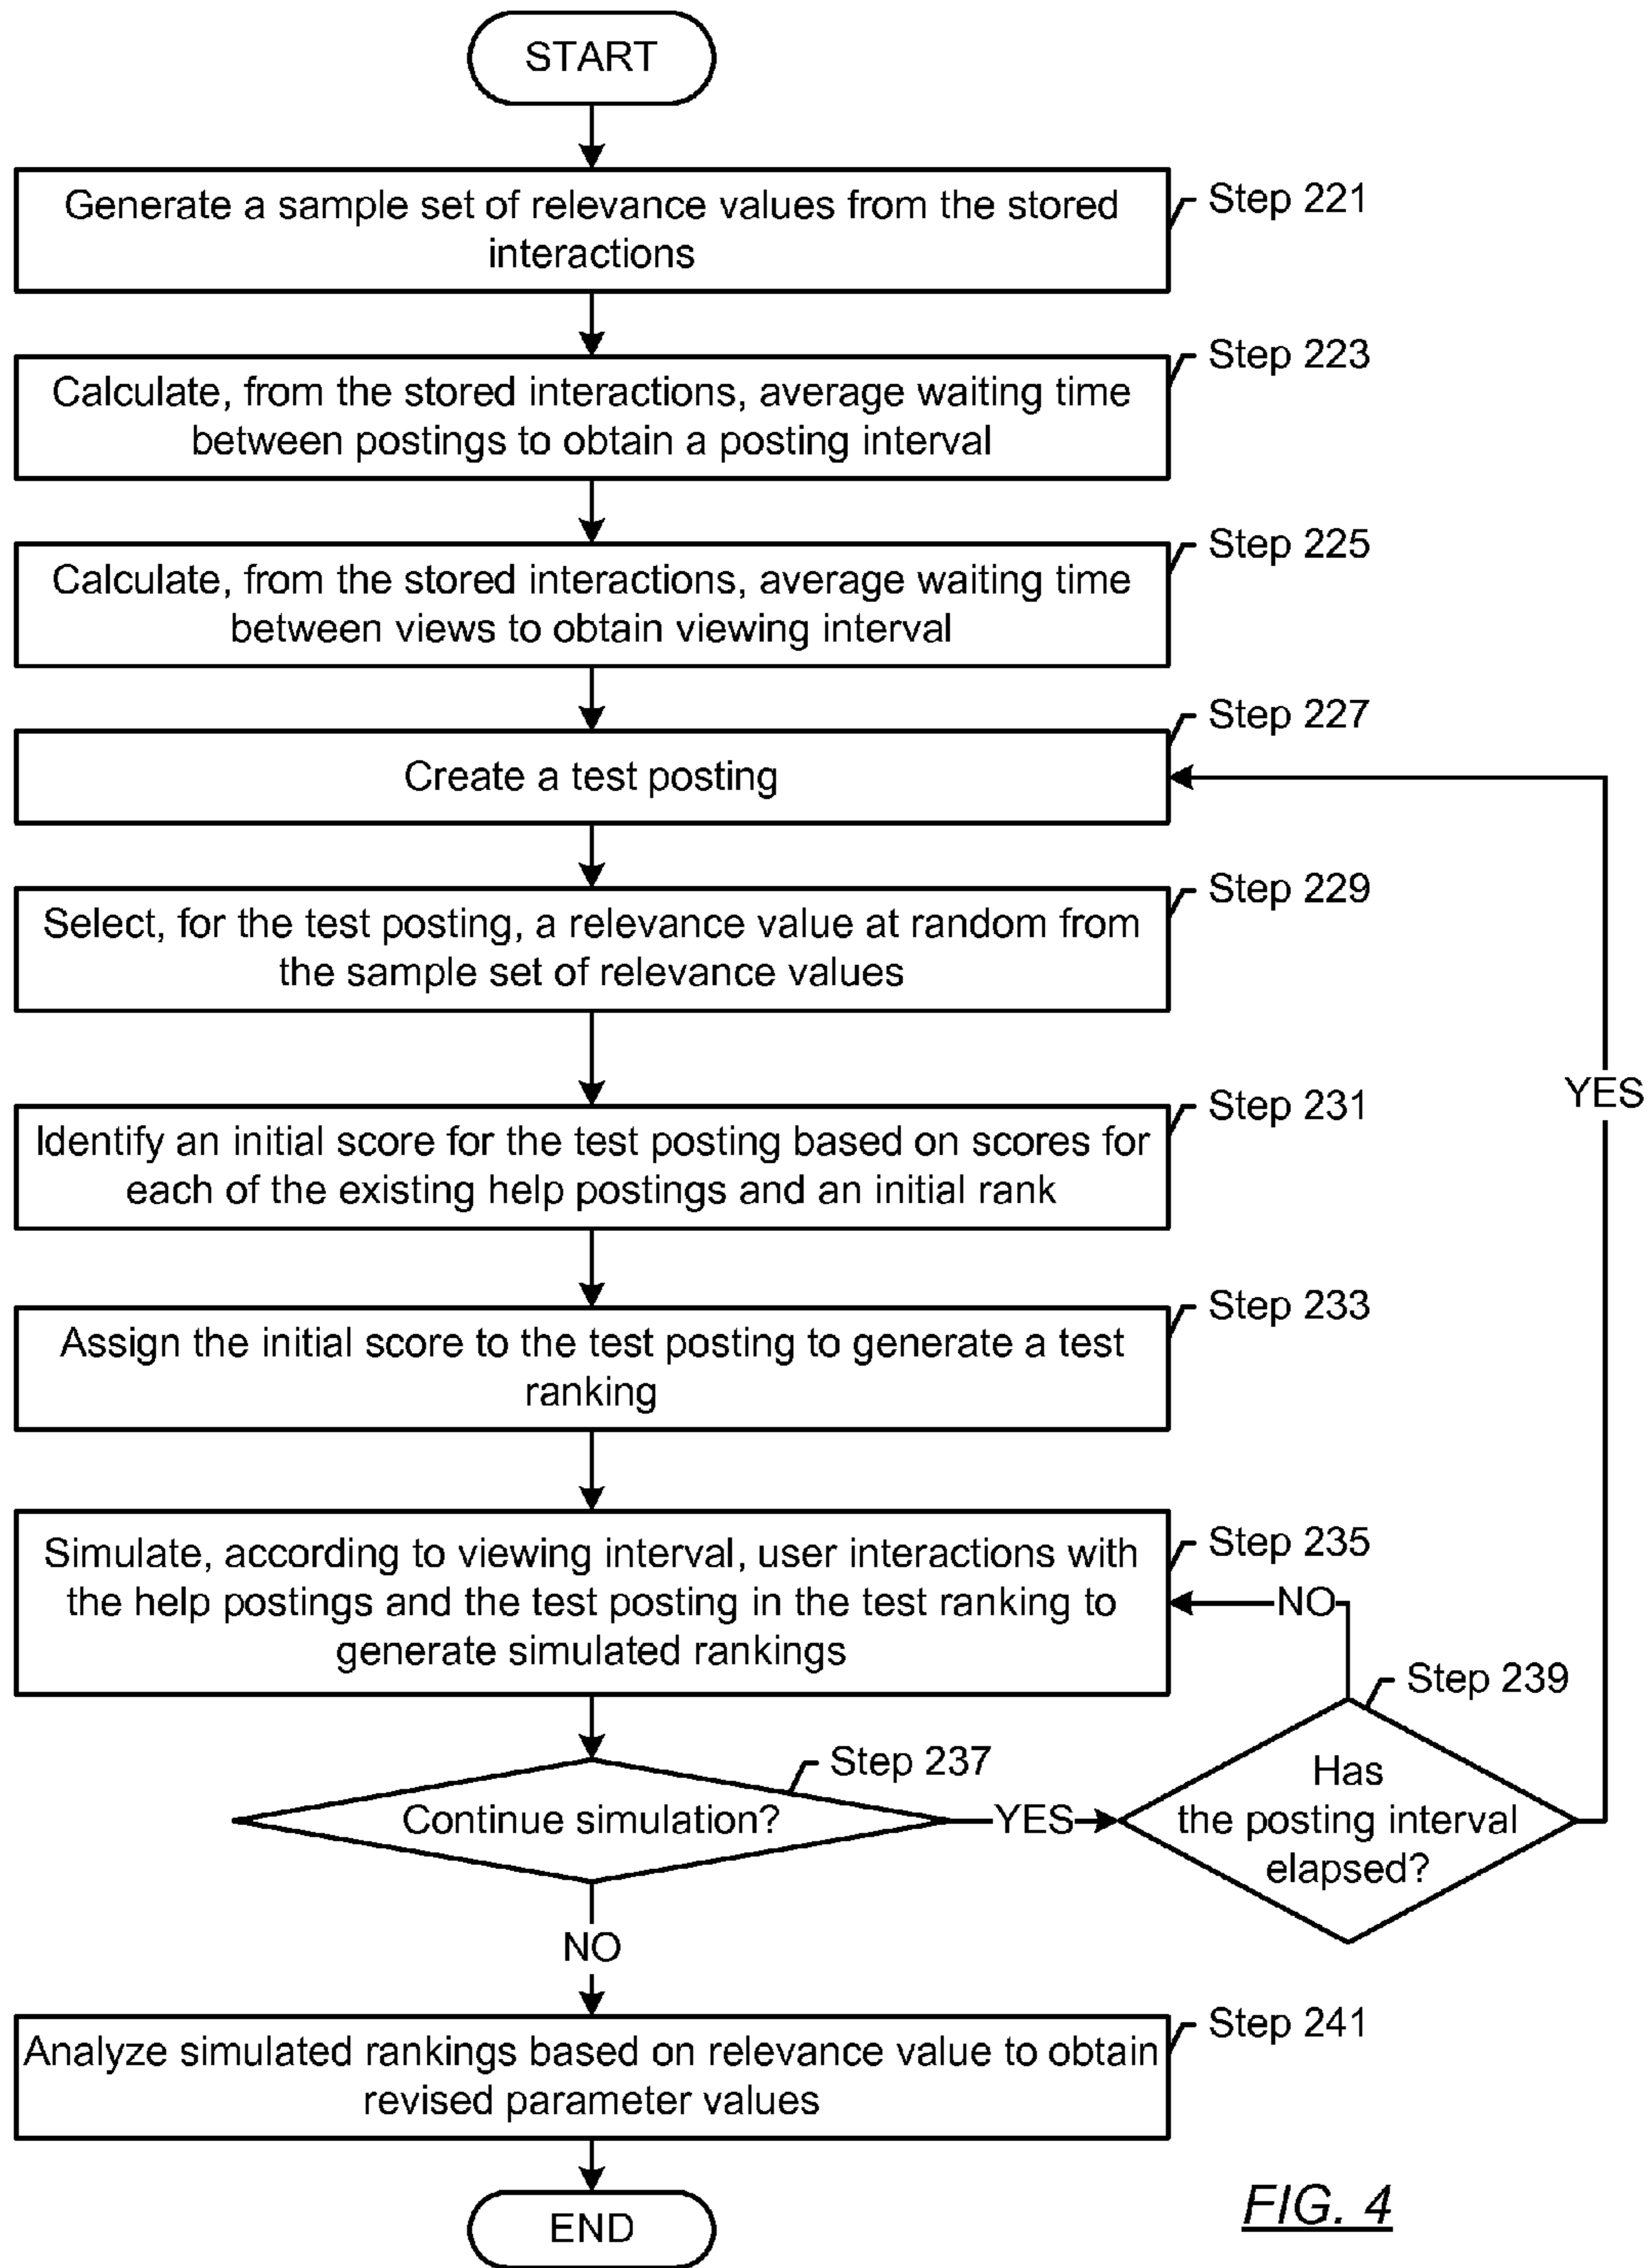 START
Generate a sample set of relevance values from the stored
interactions
Step 221
Calculate, from the stored interactions, average waiting time
between postings to obtain a posting interval
Step 223
Calculate, from the stored interactions, average waiting time
between views to obtain viewing interval
Step 225
Create a test posting
Step 227
Select, for the test posting, a relevance value at random from
the sample set of relevance values
Step 229
YES
Identify an initial score for the test posting based on scores for
each of the existing help postings and an initial rank
Step 231
Assign the initial score to the test posting to generate a test
ranking
Step 233
Simulate, according to viewing interval, user interactions with
the help postings and the test posting in the test ranking to
generate simulated rankings
Step 235
NO
Step 239
Step 237
Continue simulation?
YES
Has
the posting interval
elapsed?
NO
Analyze simulated rankings based on relevance value to obtain
revised parameter values
Step 241
END
FIG. 4